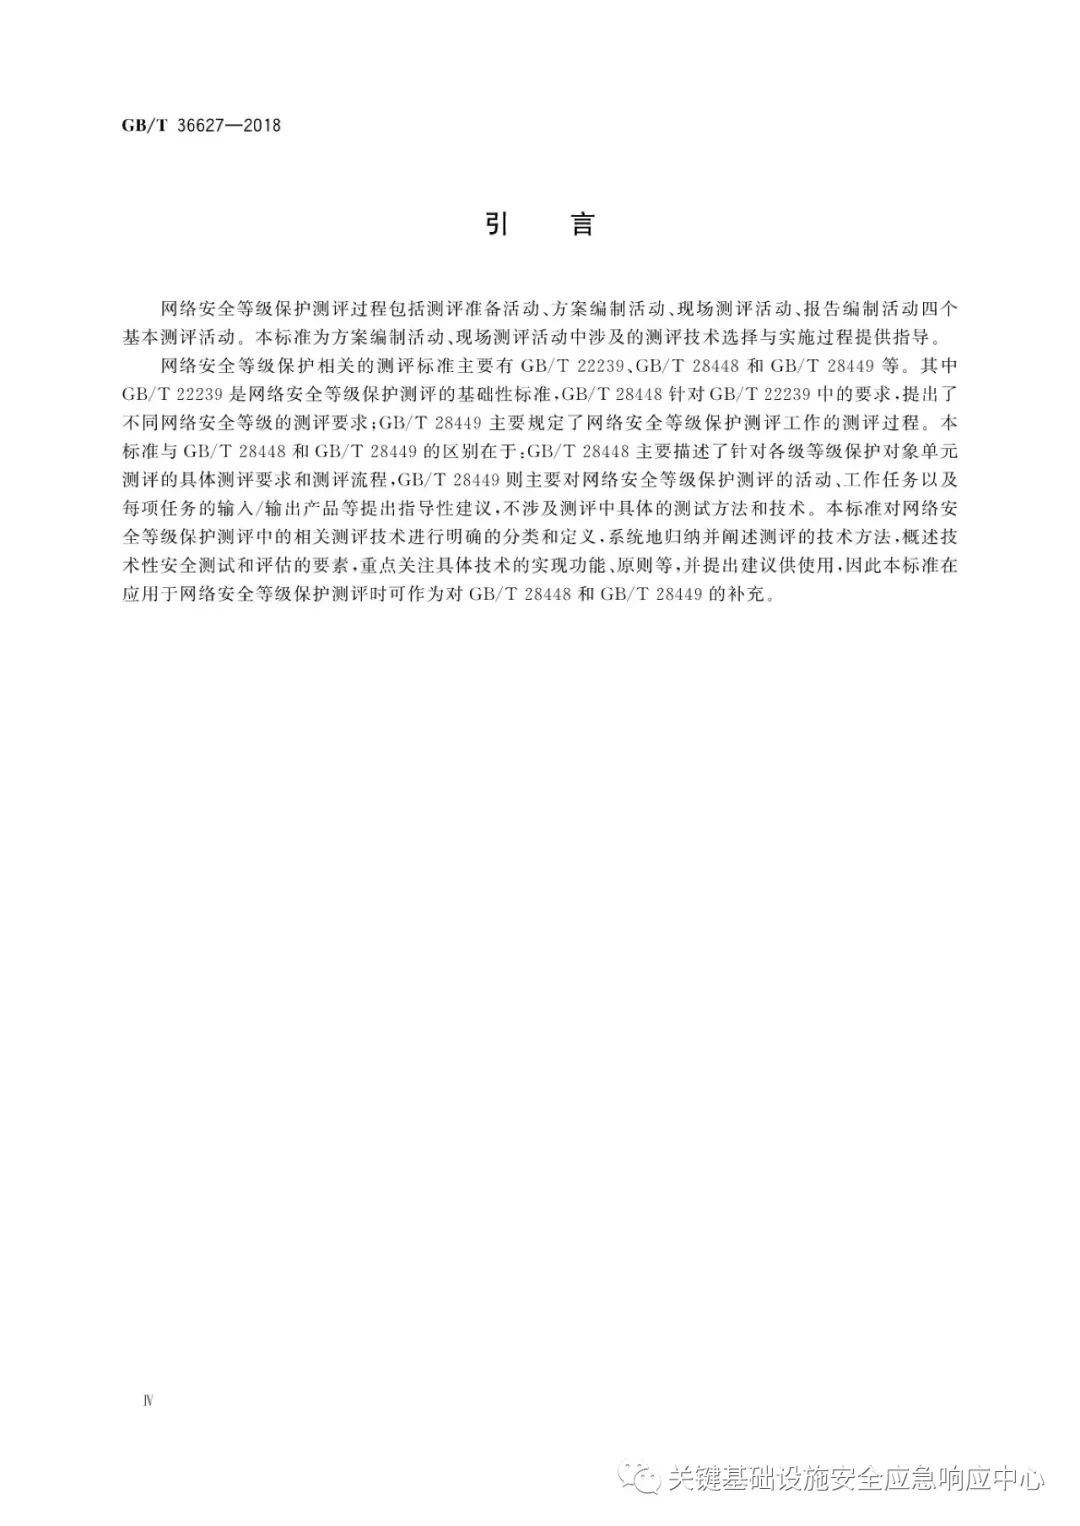 GB/T 36627—2018
引 言
网络安全等级保护测评过程包括测评准备活动、方案编制活动、现场测评活动、报告编制活动四个
基本测评活动。本标准为方案编制活动、现场测评活动中涉及的测评技术选择与实施过程提供指导。
网络安全等级保护相关的测评标准主要有 GB/T 22239、GB/T 28448 和 GB/T 28449 等。其中
GB/T 22239 是网络安全等级保护测评的基础性标准，GB/T 28448 针对 GB/T 22239 中的要求，提出了
不同网络安全等级的测评要求；GB/T 28449 主要规定了网络安全等级保护测评工作的测评过程。本
标准与 GB/T 28448 和 GB/T 28449 的区别在于：GB/T 28448 主要描述了针对各级等级保护对象单元
测评的具体测评要求和测评流程，GB/T 28449 则主要对网络安全等级保护测评的活动、工作任务以及
每项任务的输入/输出产品等提出指导性建议，不涉及测评中具体的测试方法和技术。本标准对网络安
全等级保护测评中的相关测评技术进行明确的分类和定义，系统地归纳并阐述测评的技术方法，概述技
术性安全测试和评估的要素，重点关注具体技术的实现功能、原则等，并提出建议供使用，因此本标准在
应用于网络安全等级保护测评时可作为对 GB/T 28448 和 GB/T 28449 的补充。
Ⅳ
关键基础设施安全应急响应中心